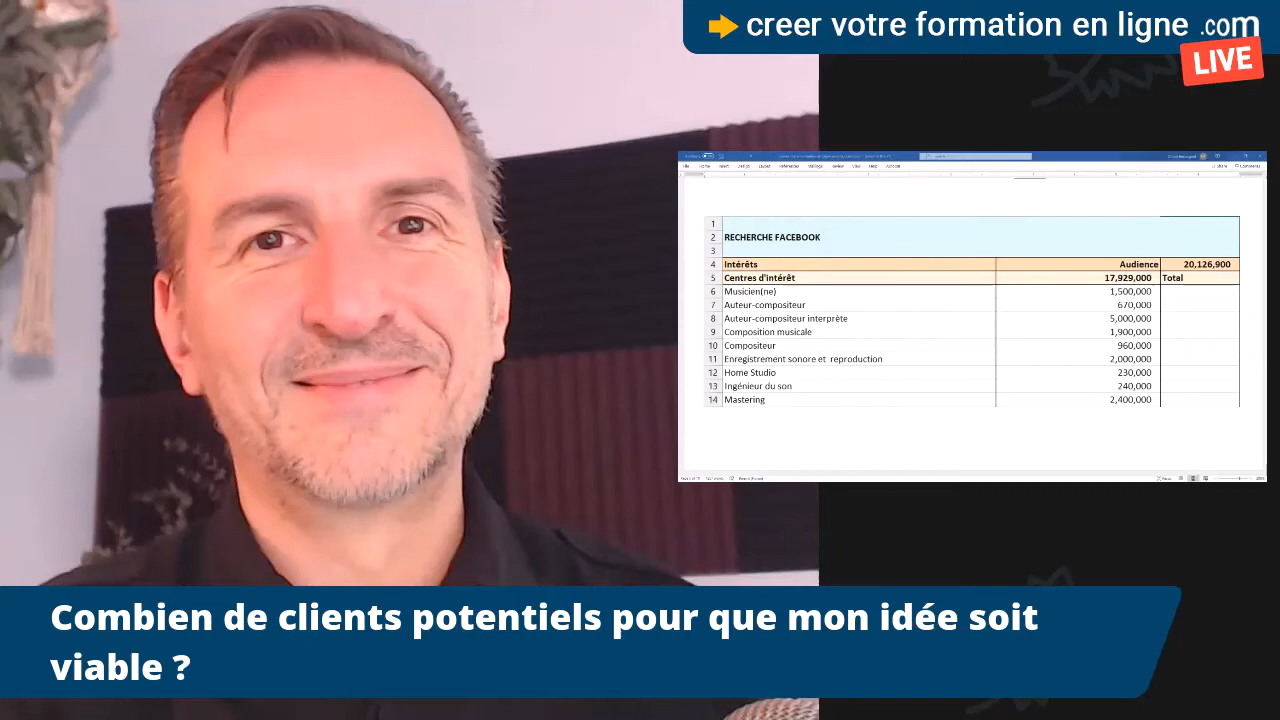 creer votre formation en ligne .com
LIVE
1
2 RECHERCHE FACEBOOK
3
4 Intérêts Audience 20,126,900
5 Centres d'intérêt 17,929,000 Total
6 Musicien(ne) 1,500,000
7 Auteur-compositeur 670,000
8 Auteur-compositeur interprète 5,000,000
9 Composition musicale 1,900,000
10 Compositeur 960,000
11 Enregistrement sonore et reproduction 2,000,000
12 Home Studio 230,000
13 Ingénieur du son 240,000
14 Mastering 2,400,000
Combien de clients potentiels pour que mon idée soit
viable ?